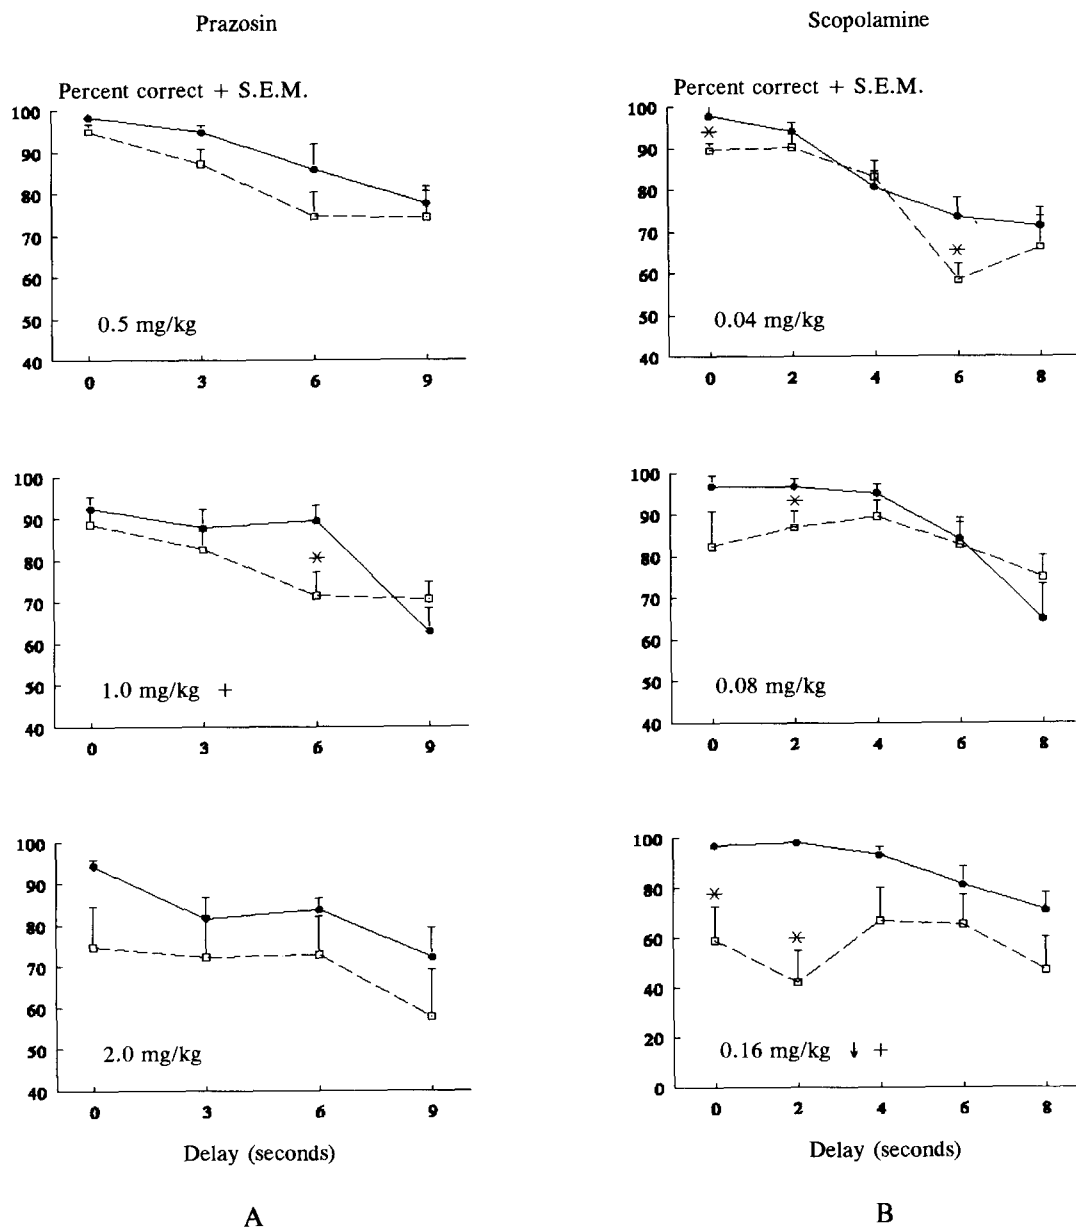 Prazosin
Percent correct + S.E.M.
100
90
80
70
60
50
40
0.5 mg/kg
0 3 6 9
100
90
80
70
60
50
40
1.0 mg/kg +
0 3 6 9
100
90
80
70
60
50
40
2.0 mg/kg
0 3 6 9
Delay (seconds)
A
Scopolamine
Percent correct + S.E.M.
100
90
80
70
60
50
40
*
*
0.04 mg/kg
0 2 4 6 8
100
90
80
70
60
50
40
*
0.08 mg/kg
0 2 4 6 8
100
80
60
40
20
0
*
*
0.16 mg/kg ↓ +
0 2 4 6 8
Delay (seconds)
B